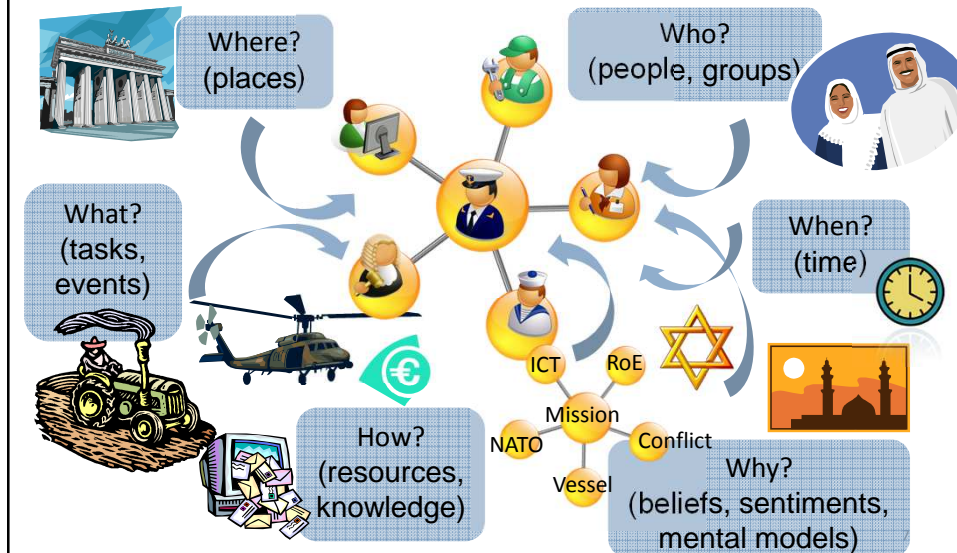 Where?
(places)
Who?
(people, groups)
What?
(tasks,
events)
When?
(time)
ICT
RoE
Mission
NATO
Conflict
Vessel
How?
(resources,
knowledge)
€
Why?
(beliefs, sentiments,
mental models)
7